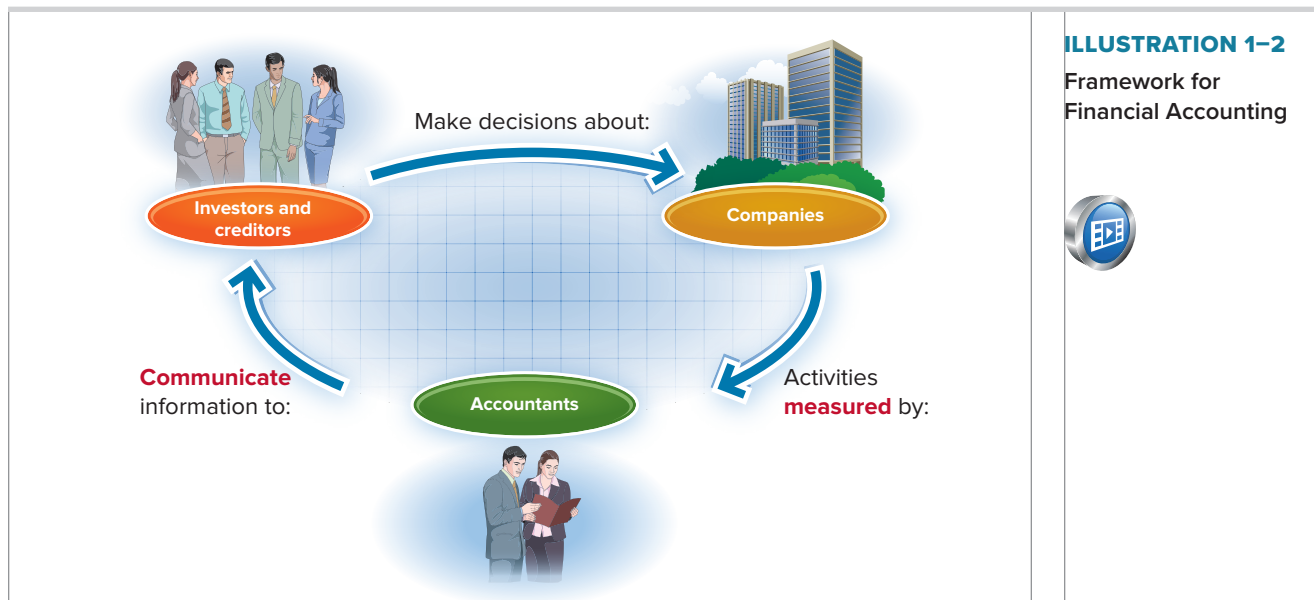 ILLUSTRATION 1–2
Framework for
Financial Accounting
Make decisions about:
Investors and
creditors
Companies
Communicate
information to:
Accountants
Activities
measured by: